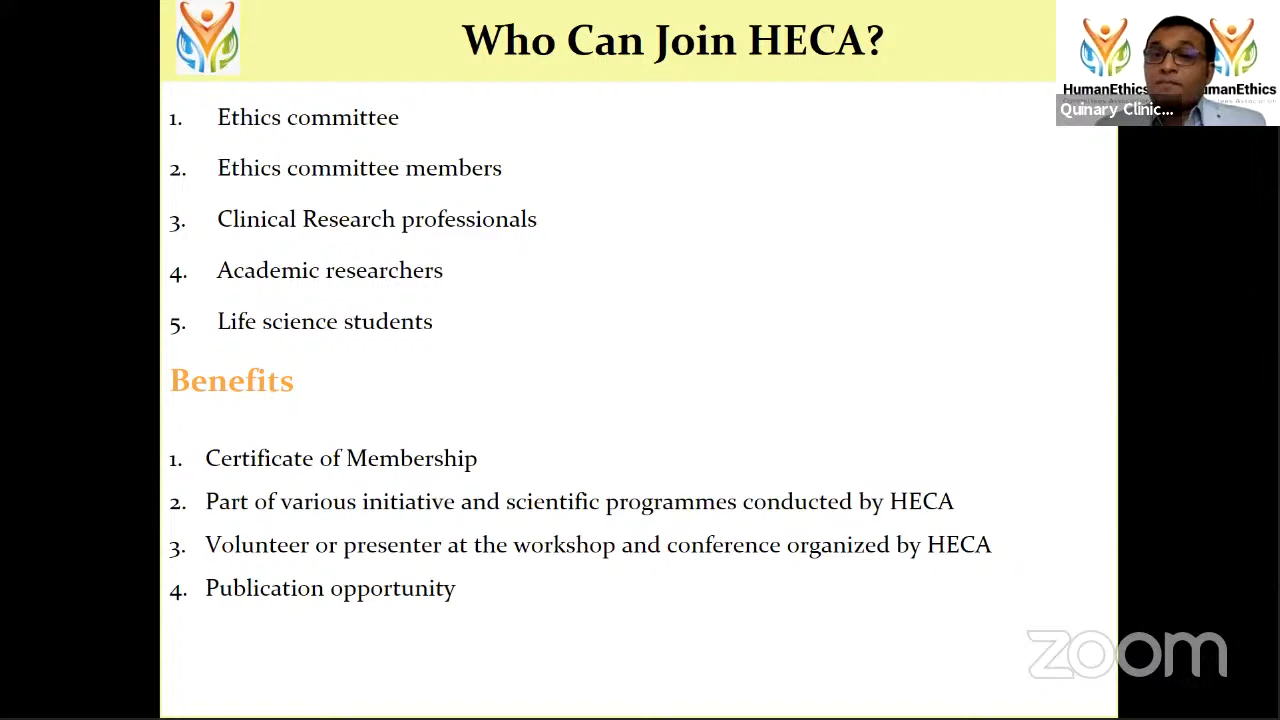 Who Can Join HECA?
1. Ethics committee
2. Ethics committee members
3. Clinical Research professionals
4. Academic researchers
5. Life science students
Benefits
1. Certificate of Membership
2. Part of various initiative and scientific programmes conducted by HECA
3. Volunteer or presenter at the workshop and conference organized by HECA
4. Publication opportunity
HumanEthics
umanEthics
Quinary Clinic...
zoom